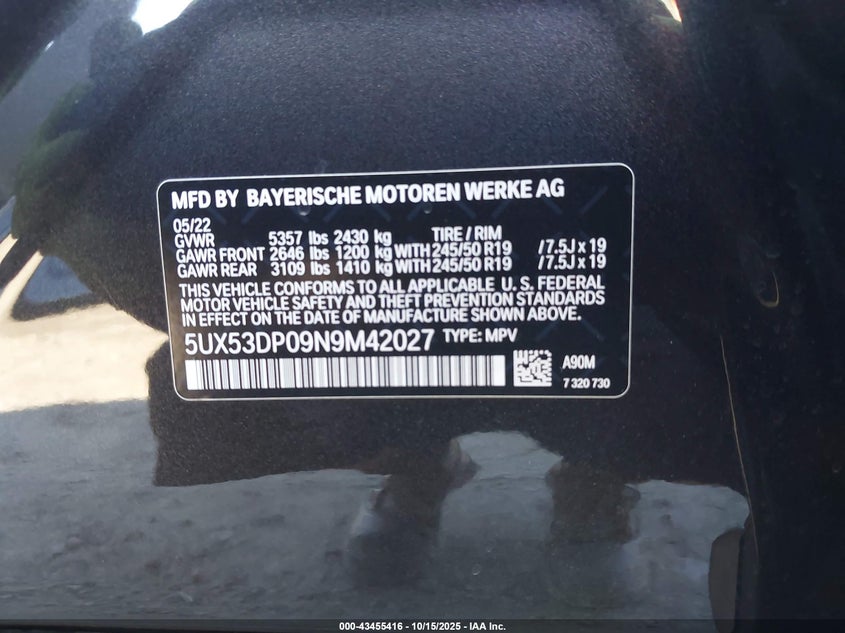 MFD BY BAYERISCHE MOTOREN WERKE AG
05/22 TIRE / RIM
GVWR 5357 lbs 2430 kg
GAWR FRONT 2646 lbs 1200 kg WITH 245/50 R19 /7.5J x 19
GAWR REAR 3109 lbs 1410 kg WITH 245/50 R19 /7.5J x 19
THIS VEHICLE CONFORMS TO ALL APPLICABLE U. S. FEDERAL
MOTOR VEHICLE SAFETY AND THEFT PREVENTION STANDARDS
IN EFFECT ON THE DATE OF MANUFACTURE SHOWN ABOVE.
5UX53DP09N9M42027 TYPE: MPV
A90M
7 320 730
000-43455416 - 10/15/2025 - IAA Inc.